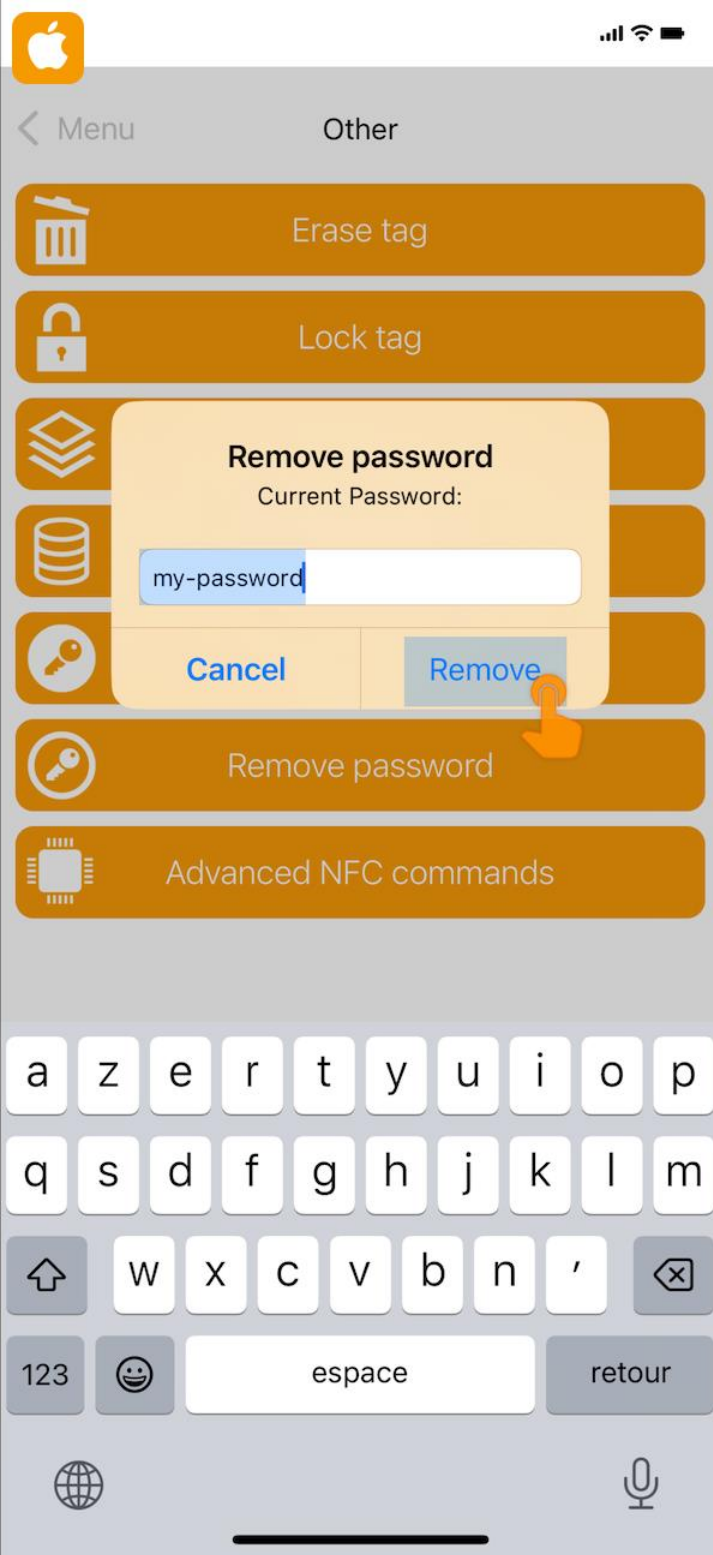 Menu
Other
Erase tag
Lock tag
Remove password
Current Password:
my-password
Cancel
Remove
Remove password
Advanced NFC commands
a z e r t y u i o p
q s d f g h j k l m
w x c v b n ′
123
espace
retour